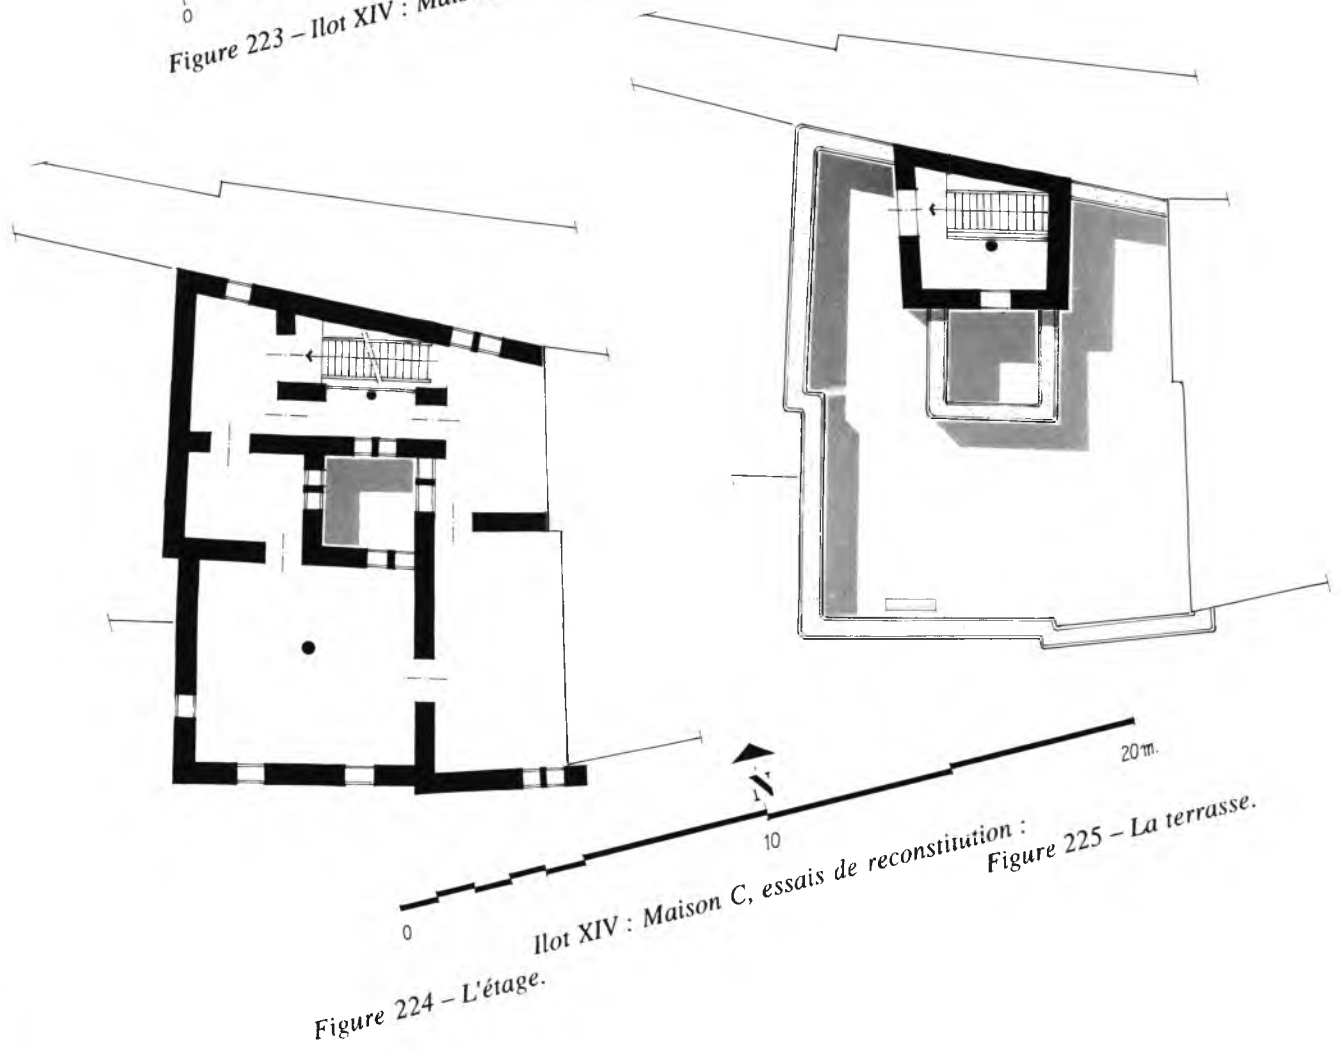 0
Figure 223 – Ilot XIV :
N
0
10
20 m.
Ilot XIV : Maison C, essais de reconstitution :
Figure 225 – La terrasse.
Figure 224 – L'étage.